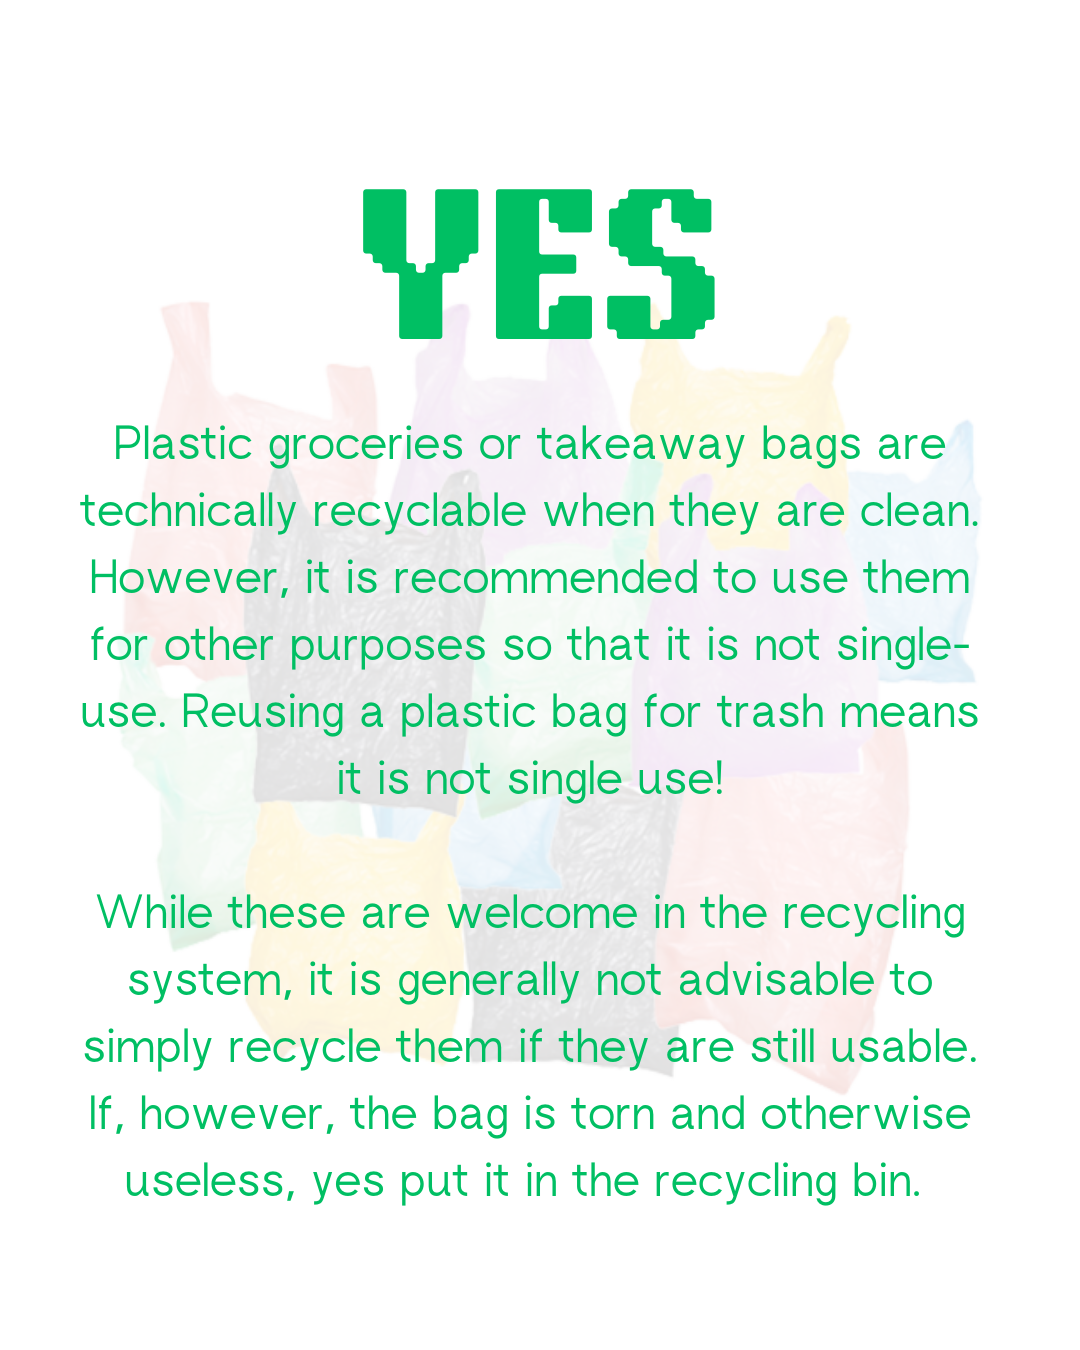 YES
Plastic groceries or takeaway bags are
technically recyclable when they are clean.
However, it is recommended to use them
for other purposes so that it is not single-
use. Reusing a plastic bag for trash means
it is not single use!
While these are welcome in the recycling
system, it is generally not advisable to
simply recycle them if they are still usable.
If, however, the bag is torn and otherwise
useless, yes put it in the recycling bin.